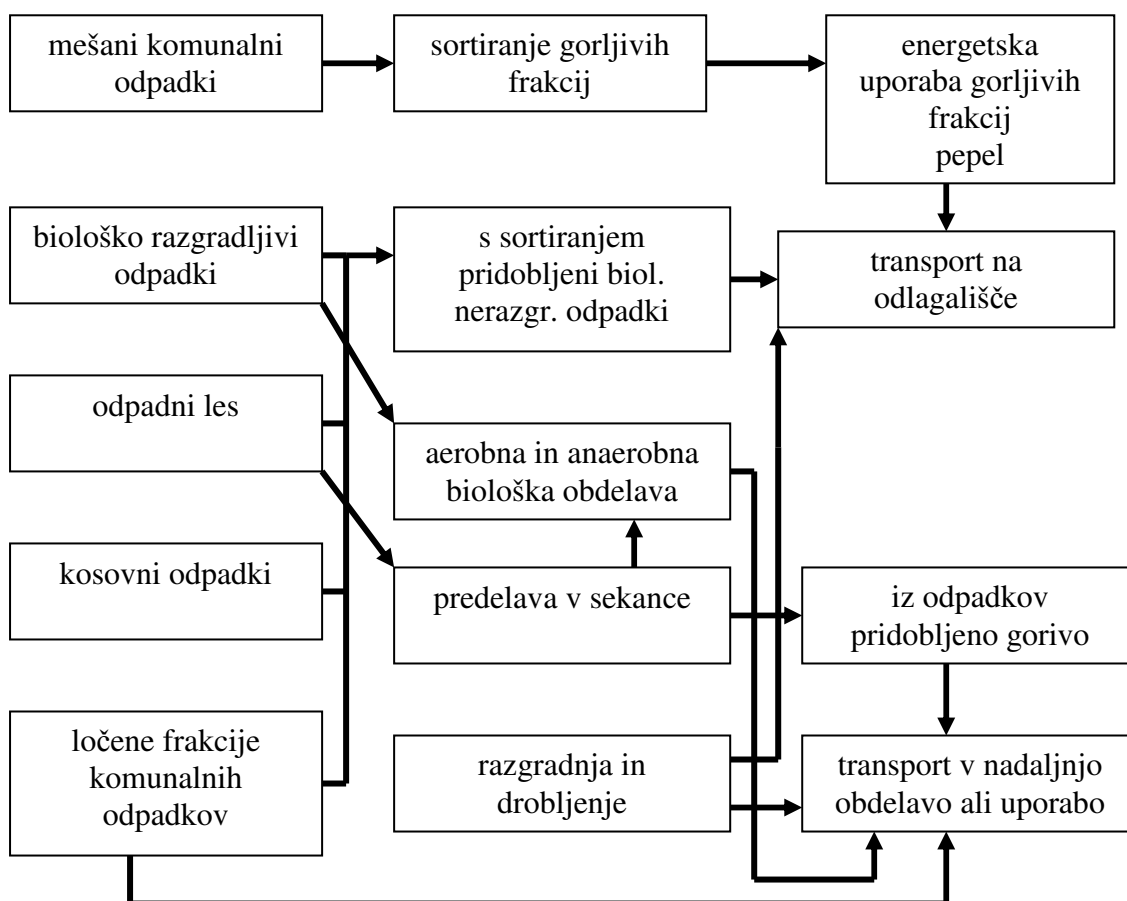 mešani komunalni
odpadki
sortiranje gorljivih
frakcij
energetska
uporaba gorljivih
frakcij
pepel
biološko razgradljivi
odpadki
s sortiranjem
pridobljeni biol.
nerazgr. odpadki
transport na
odlagališče
odpadni les
aerobna in anaerobna
biološka obdelava
kosovni odpadki
predelava v sekance
iz odpadkov
pridobljeno gorivo
ločene frakcije
komunalnih
odpadkov
razgradnja in
drobljenje
transport v nadaljnjo
obdelavo ali uporabo